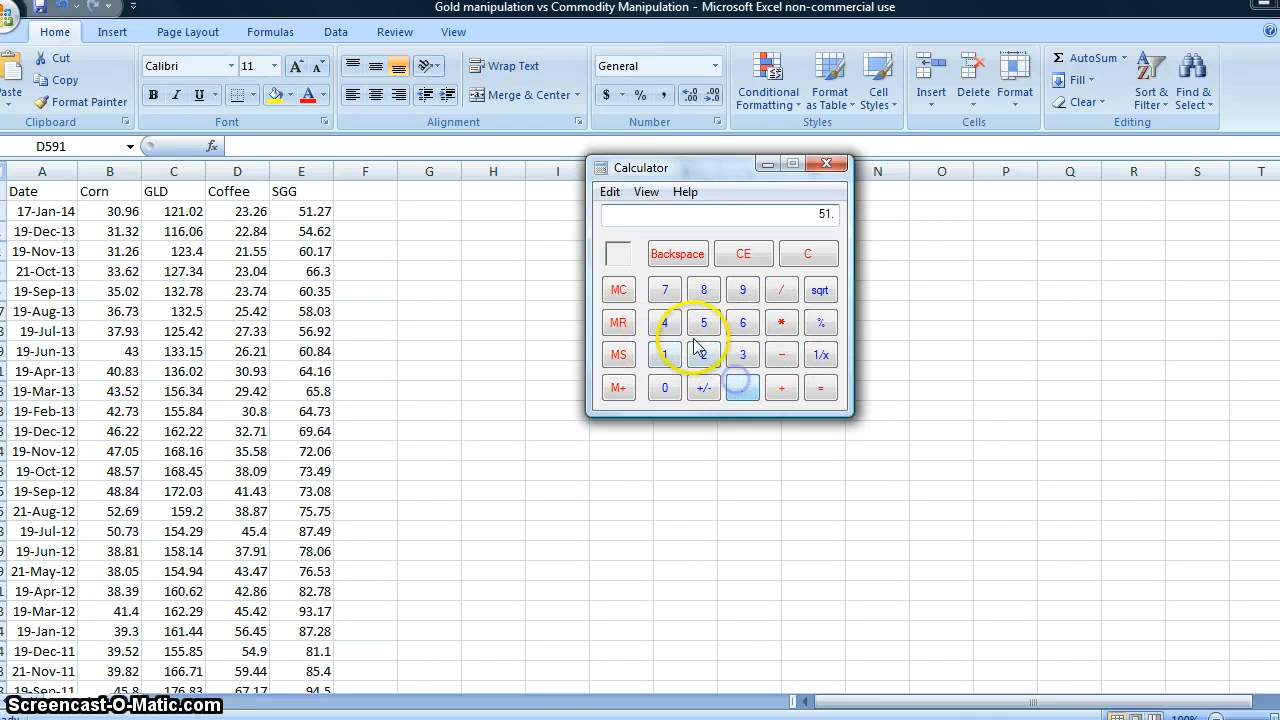 Gold manipulation vs Commodity Manipulation - Microsoft Excel non-commercial use
Home Insert Page Layout Formulas Data Review View
Cut Calibri 11 Wrap Text General AutoSum
Copy Fill
Format Painter Merge & Center $ % , Conditional Formatting Format as Table Cell Styles Insert Delete Format Clear Sort & Filter Find & Select
Clipboard Font Alignment Number Styles Cells Editing
D591 fx
A B C D E F G H I N O P Q R S T
Date Corn GLD Coffee SGG
17-Jan-14 30.96 121.02 23.26 51.27
19-Dec-13 31.32 116.06 22.84 54.62
19-Nov-13 31.26 123.4 21.55 60.17
21-Oct-13 33.62 127.34 23.04 66.3
19-Sep-13 35.02 132.78 23.74 60.35
19-Aug-13 36.73 132.5 25.42 58.03
19-Jul-13 37.93 125.42 27.33 56.92
19-Jun-13 43 133.15 26.21 60.84
19-Apr-13 40.83 136.02 30.93 64.16
19-Mar-13 43.52 156.34 29.42 65.8
19-Feb-13 42.73 155.84 30.8 64.73
19-Dec-12 46.22 162.22 32.71 69.64
19-Nov-12 47.05 168.16 35.58 72.06
19-Oct-12 48.57 168.45 38.09 73.49
19-Sep-12 48.84 172.03 41.43 73.08
21-Aug-12 52.69 159.2 38.87 75.75
19-Jul-12 50.73 154.29 45.4 87.49
19-Jun-12 38.81 158.14 37.91 78.06
21-May-12 38.05 154.94 43.47 76.53
19-Apr-12 38.39 160.62 42.86 82.78
19-Mar-12 41.4 162.29 45.42 93.17
19-Jan-12 39.3 161.44 56.45 87.28
19-Dec-11 39.52 155.85 54.9 81.1
21-Nov-11 39.82 166.71 59.44 85.4
19-Sep-11 45.8 176.83 67.17 94.5
Calculator
Edit View Help
51.
Backspace CE C
MC 7 8 9 / sqrt
MR 4 5 6 * %
MS 1 2 3 - 1/x
M+ 0 +/- + =
Screencast-O-Matic.com
100%